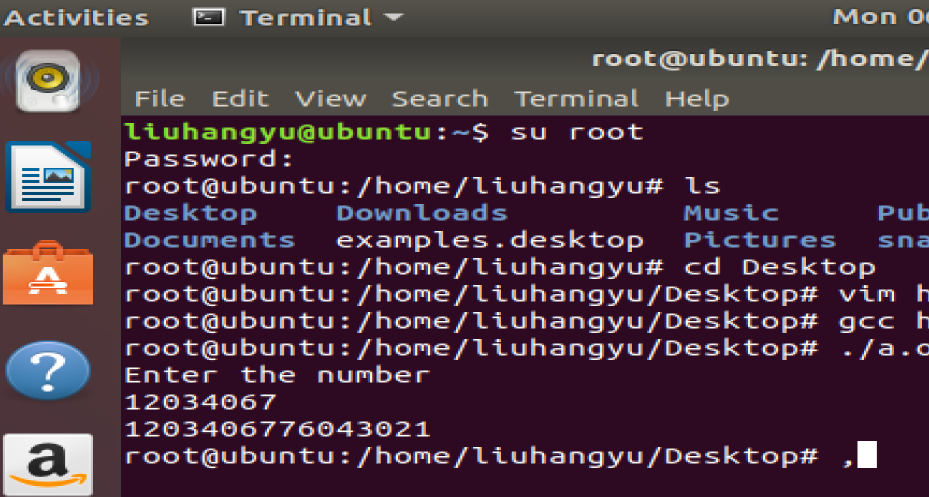 Activities Terminal Mon
root@ubuntu: /home/
File Edit View Search Terminal Help
liuhangyu@ubuntu:~$ su root
Password:
root@ubuntu:/home/liuhangyu# ls
Desktop Downloads Music Pub
Documents examples.desktop Pictures sna
root@ubuntu:/home/liuhangyu# cd Desktop
root@ubuntu:/home/liuhangyu/Desktop# vim h
root@ubuntu:/home/liuhangyu/Desktop# gcc h
root@ubuntu:/home/liuhangyu/Desktop# ./a.o
Enter the number
12034067
1203406776043021
root@ubuntu:/home/liuhangyu/Desktop# ,